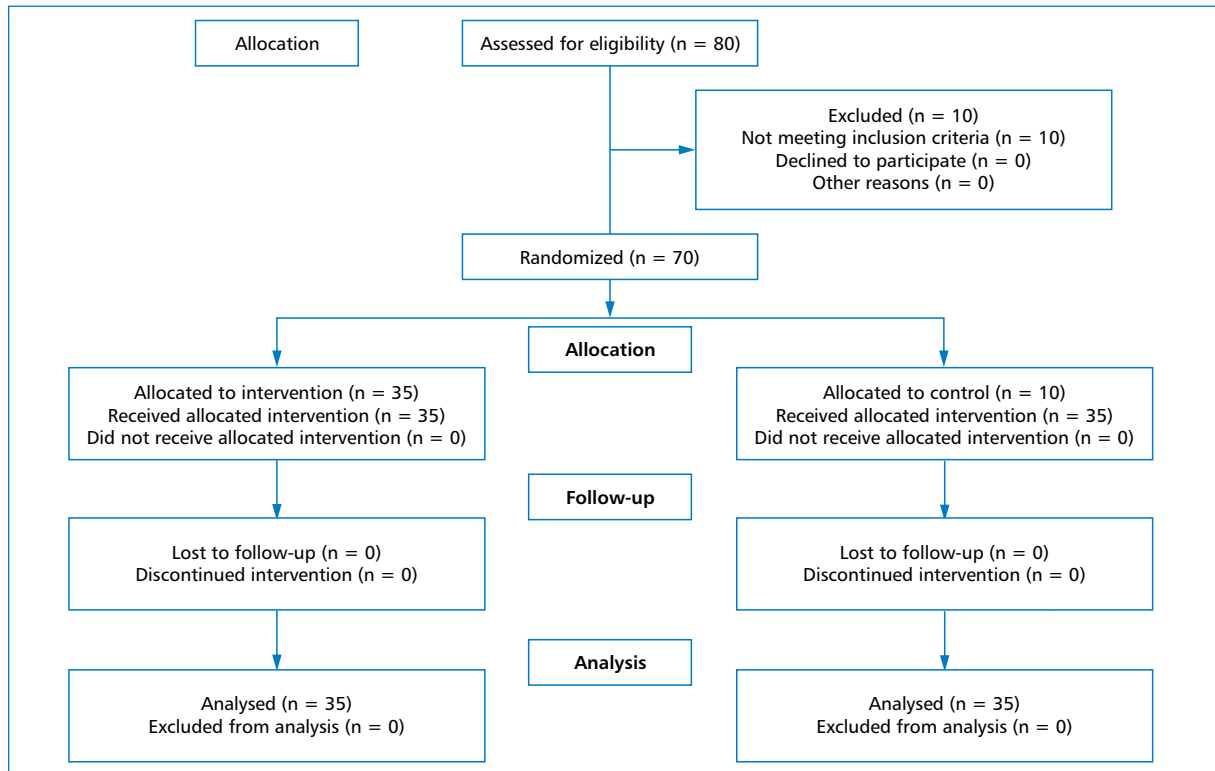 Allocation
Assessed for eligibility (n = 80)
Excluded (n = 10)
Not meeting inclusion criteria (n = 10)
Declined to participate (n = 0)
Other reasons (n = 0)
Randomized (n = 70)
Allocation
Allocated to intervention (n = 35)
Received allocated intervention (n = 35)
Did not receive allocated intervention (n = 0)
Allocated to control (n = 10)
Received allocated intervention (n = 35)
Did not receive allocated intervention (n = 0)
Follow-up
Lost to follow-up (n = 0)
Discontinued intervention (n = 0)
Lost to follow-up (n = 0)
Discontinued intervention (n = 0)
Analysis
Analysed (n = 35)
Excluded from analysis (n = 0)
Analysed (n = 35)
Excluded from analysis (n = 0)